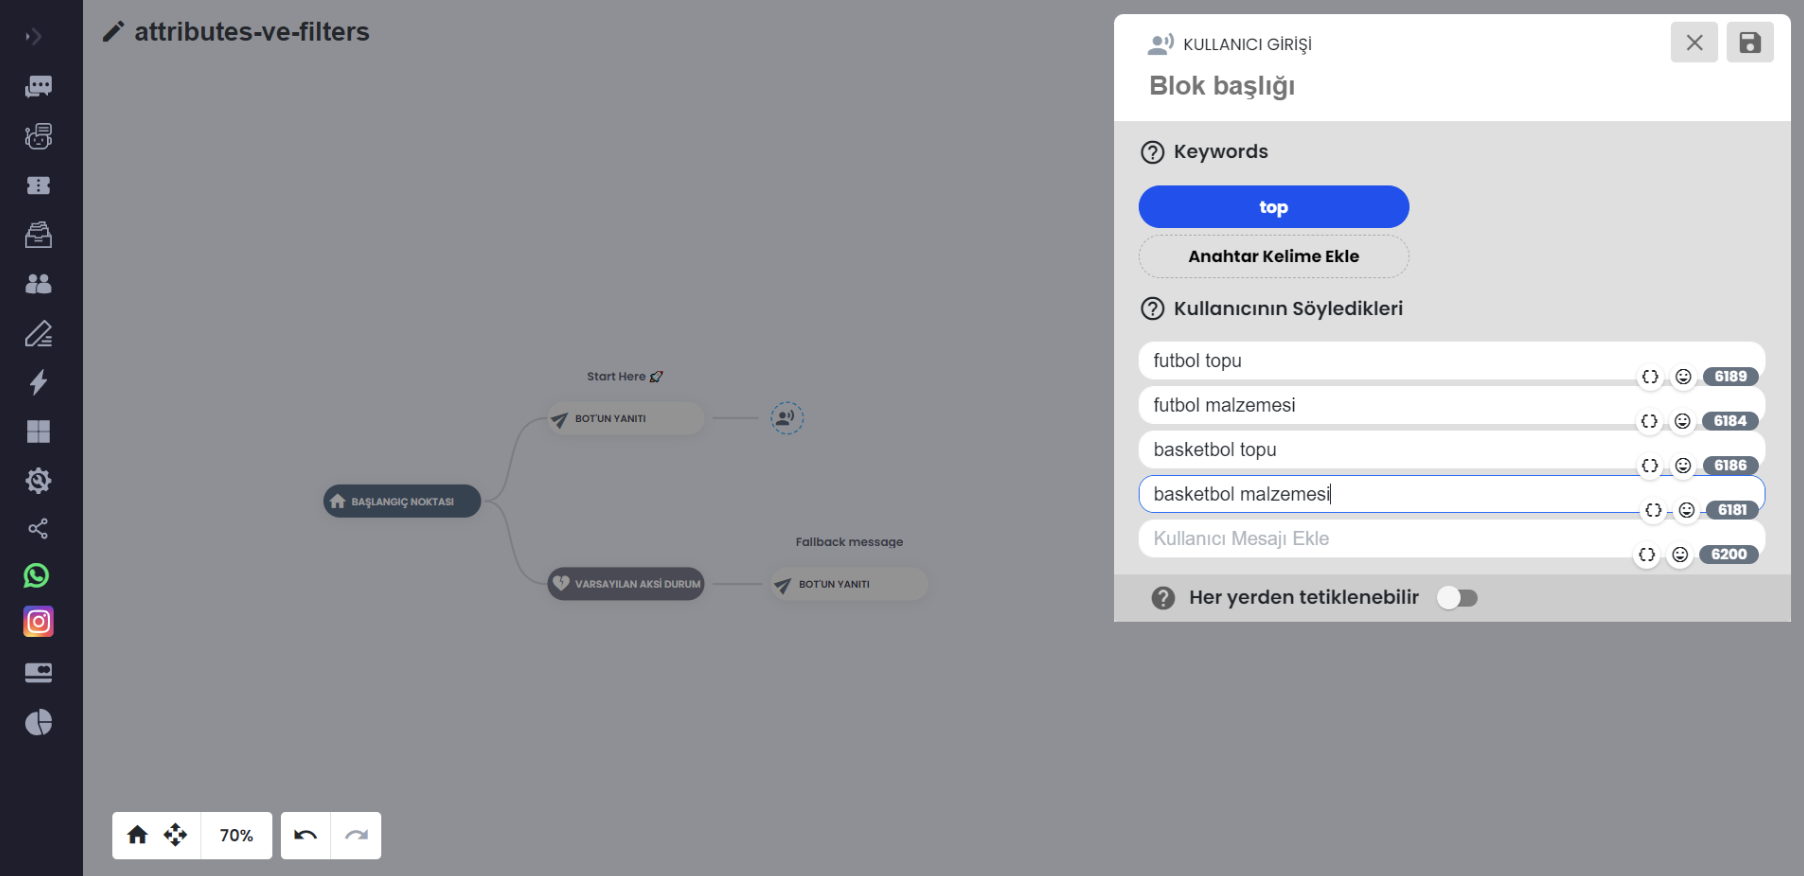 attributes-ve-filters
Start Here 🚀
BOT'UN YANITI
BAŞLANGIÇ NOKTASI
Fallback message
VARSAYILAN AKSİ DURUM
BOT'UN YANITI
70%
KULLANICI GİRİŞİ
Blok başlığı
Keywords
top
Anahtar Kelime Ekle
Kullanıcının Söyledikleri
futbol topu
6189
futbol malzemesi
6184
basketbol topu
6186
basketbol malzemesi
6181
Kullanıcı Mesajı Ekle
6200
Her yerden tetiklenebilir